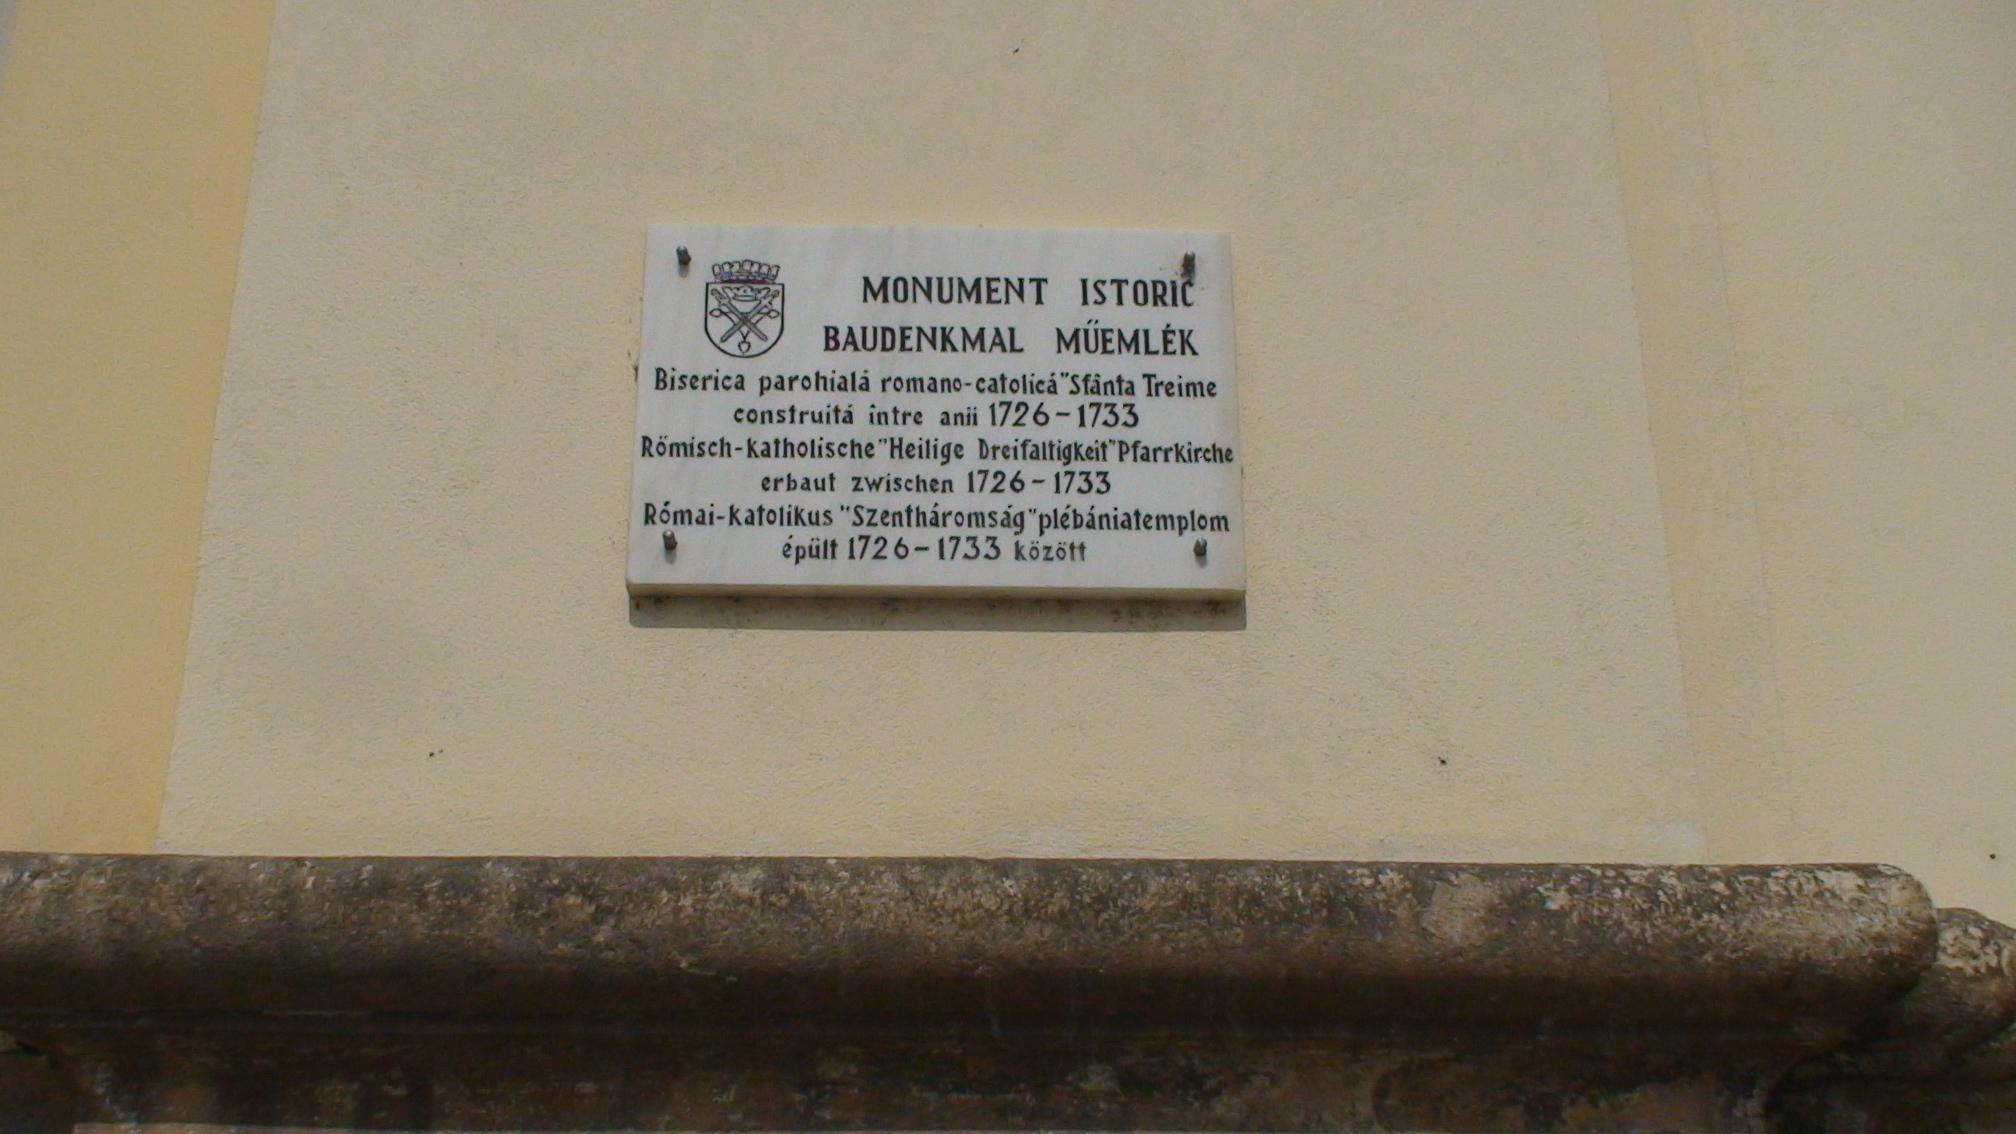 MONUMENT ISTORIC
BAUDENKMAL MŰEMLÉK
Biserica parohială romano-catolică "Sfânta Treime
construită între anii 1726-1733
Römisch-katholische "Heilige Dreifaltigkeit" Pfarrkirche
erbaut zwischen 1726-1733
Római-katolikus "Szentháromság" plébániatemplom
épült 1726-1733 között